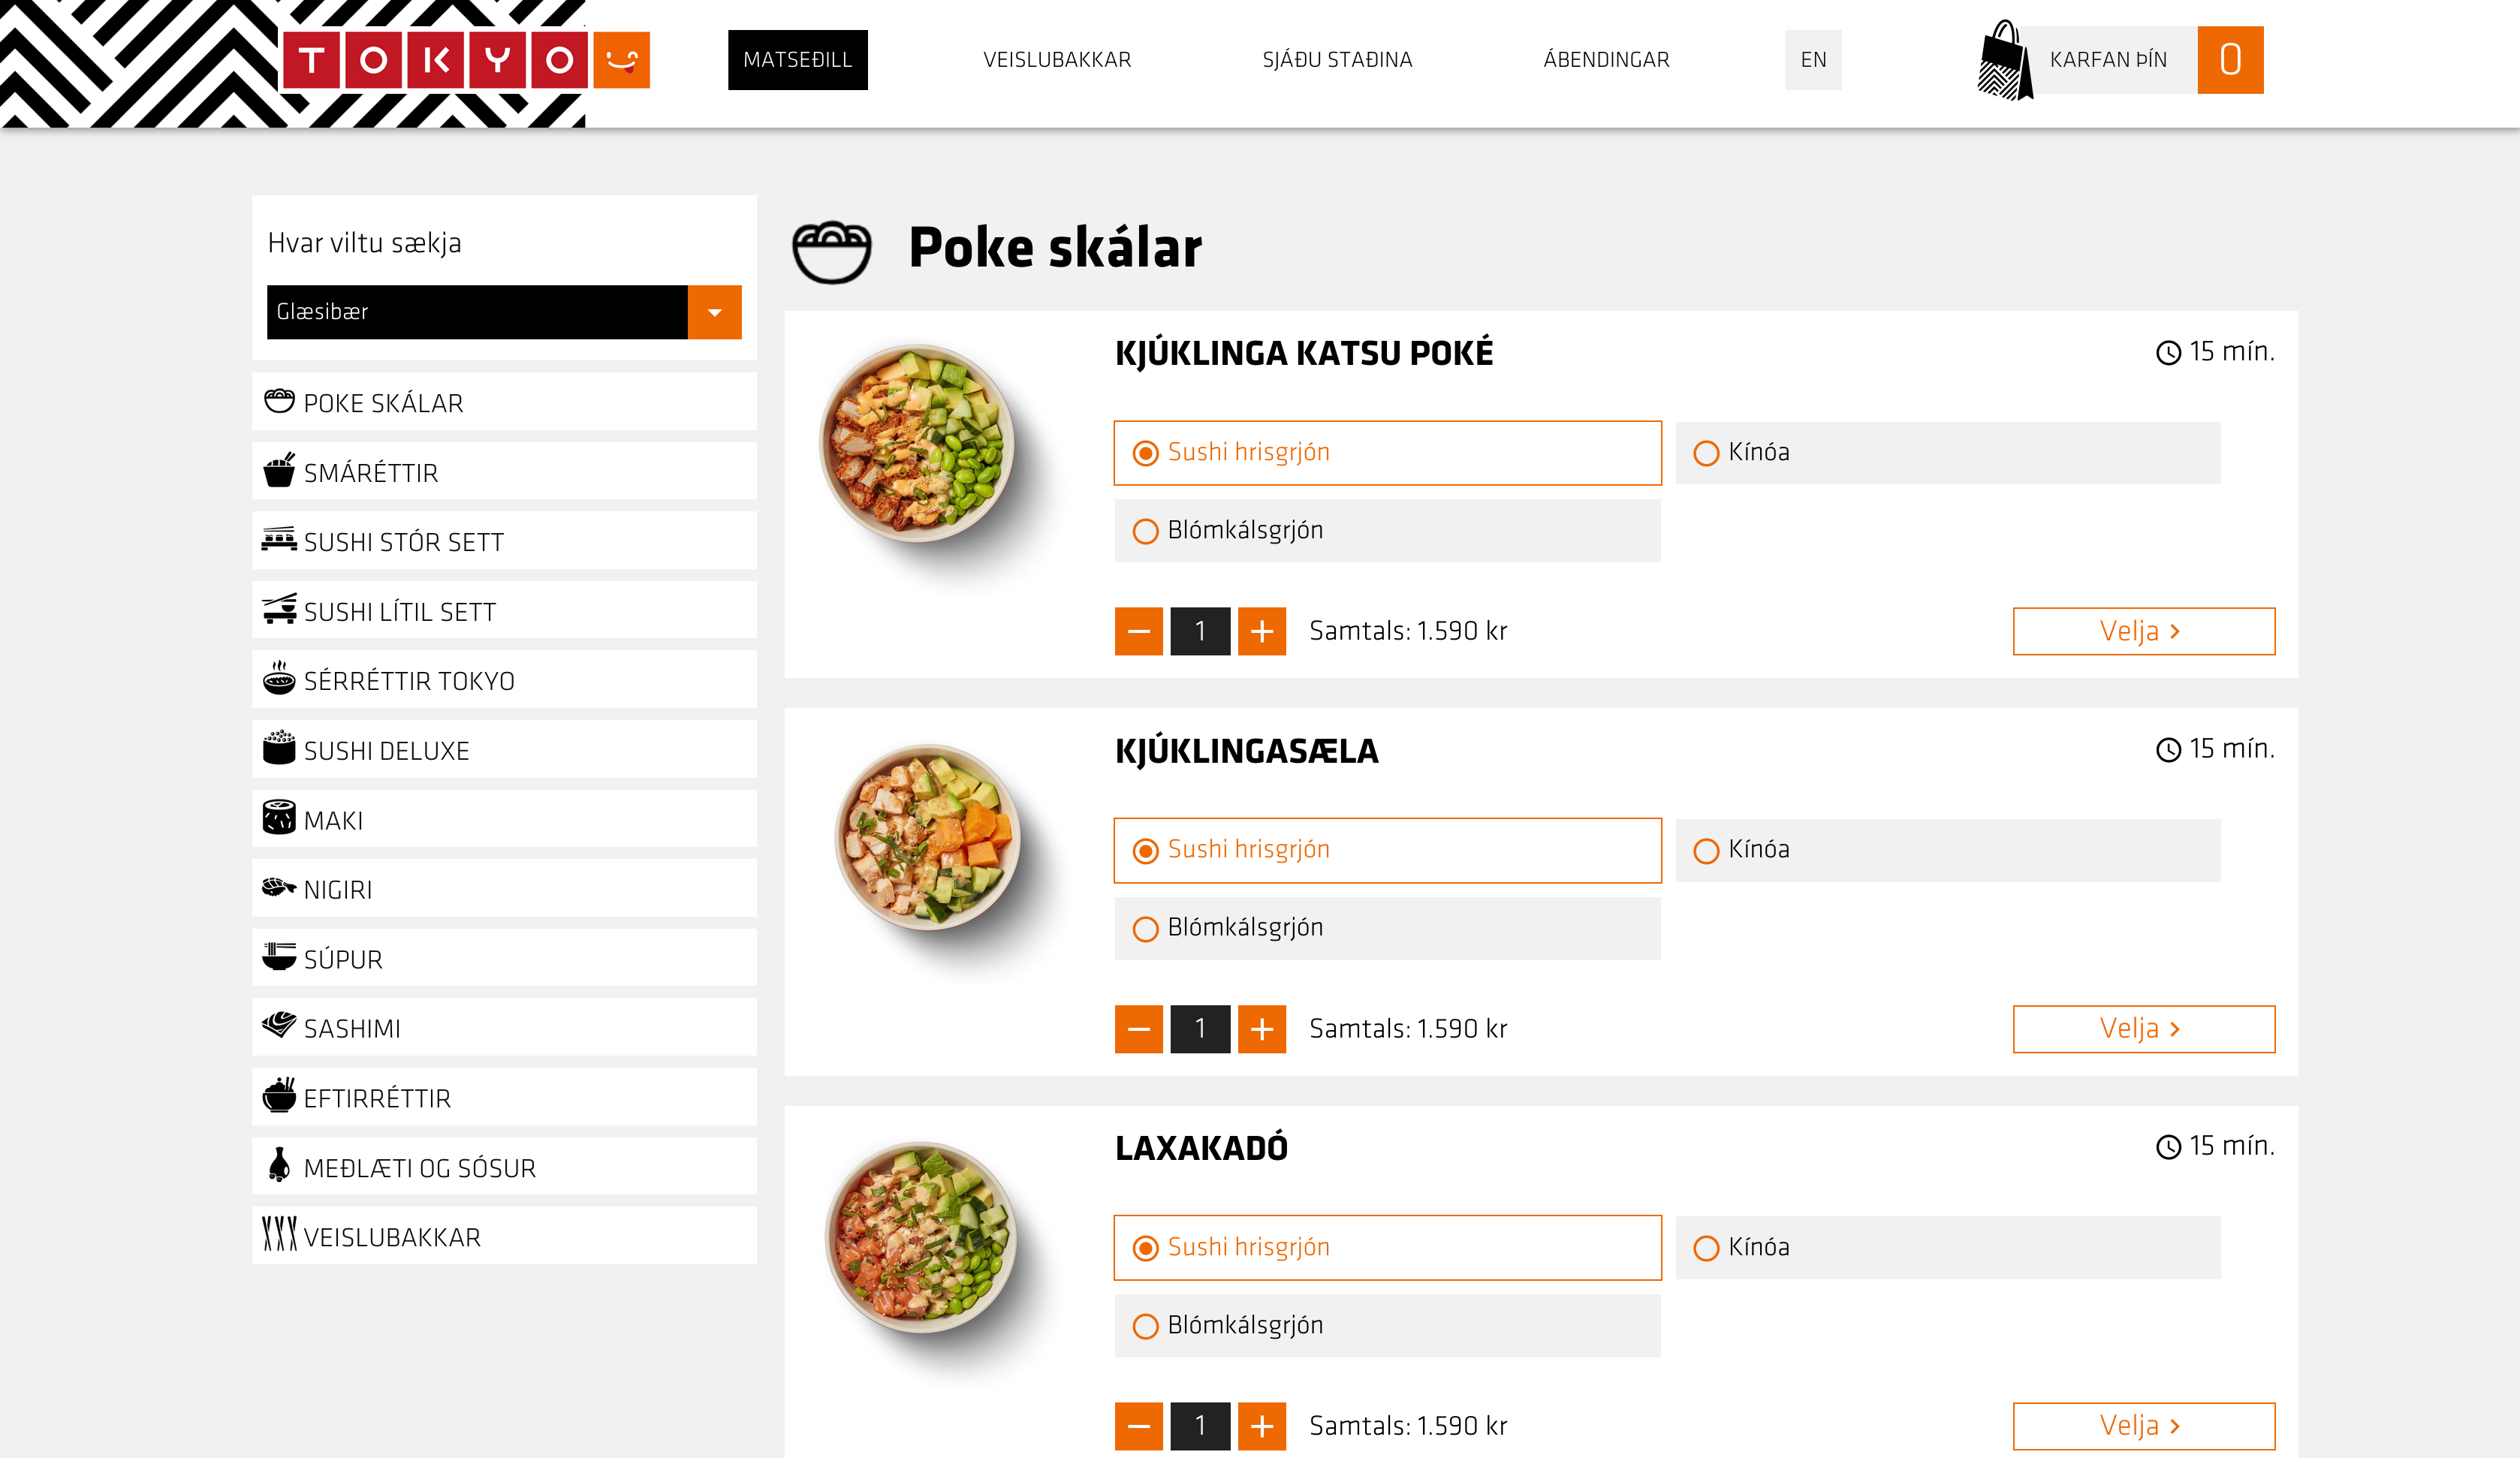 TOKYO
MATSEÐILL
VEISLUBAKKAR
SJÁÐU STAÐINA
ÁBENDINGAR
EN
KARFAN ÞÍN
0
Hvar viltu sækja
Glæsibær
POKE SKÁLAR
SMÁRÉTTIR
SUSHI STÓR SETT
SUSHI LÍTIL SETT
SÉRRÉTTIR TOKYO
SUSHI DELUXE
MAKI
NIGIRI
SÚPUR
SASHIMI
EFTIRRÉTTIR
MEÐLÆTI OG SÓSUR
VEISLUBAKKAR
Poke skálar
KJÚKLINGA KATSU POKÉ
15 mín.
Sushi hrisgrjón
Kínóa
Blómkálsgrjón
1
Samtals: 1.590 kr
Velja
KJÚKLINGASÆLA
15 mín.
Sushi hrisgrjón
Kínóa
Blómkálsgrjón
1
Samtals: 1.590 kr
Velja
LAXAKADÓ
15 mín.
Sushi hrisgrjón
Kínóa
Blómkálsgrjón
1
Samtals: 1.590 kr
Velja